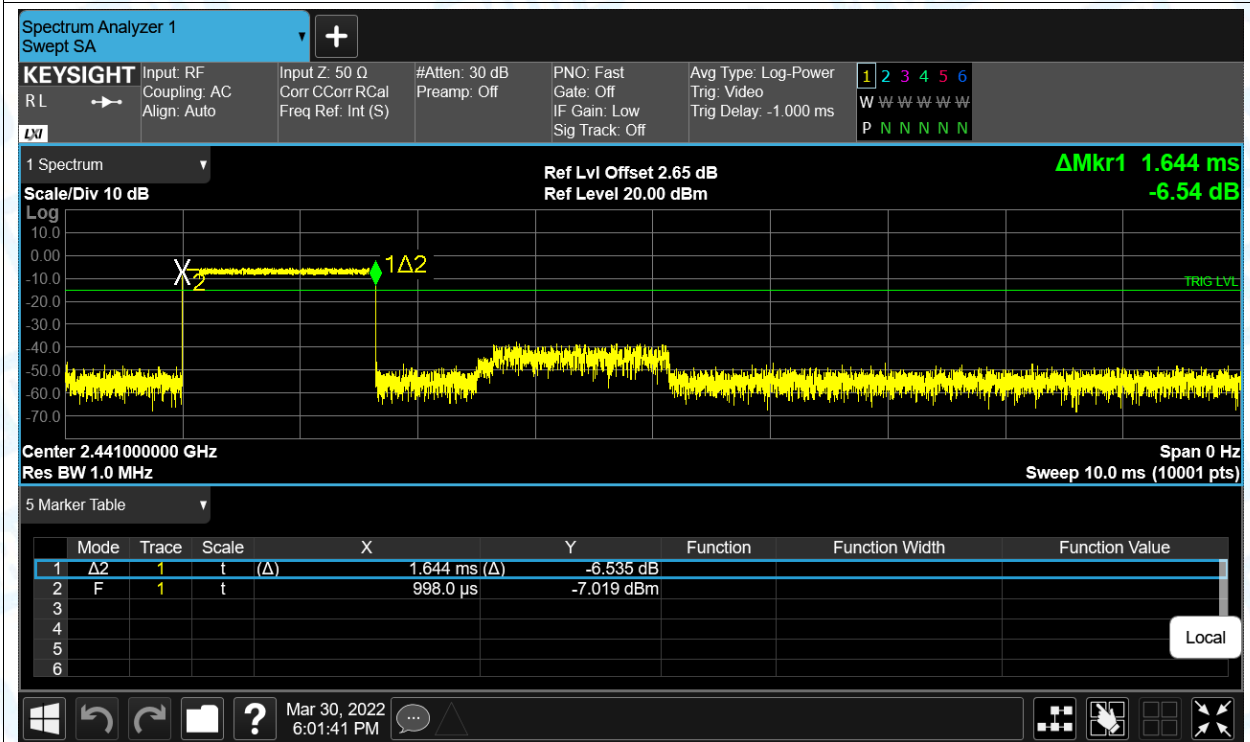 Spectrum Analyzer 1
Swept SA
KEYSIGHT
R L
LXI
Input: RF
Coupling: AC
Align: Auto
Input Z: 50 Ω
Corr CCorr RCal
Freq Ref: Int (S)
#Atten: 30 dB
Preamp: Off
PNO: Fast
Gate: Off
IF Gain: Low
Sig Track: Off
Avg Type: Log-Power
Trig: Video
Trig Delay: -1.000 ms
1 2 3 4 5 6
W W W W W W
P N N N N N
1 Spectrum
Scale/Div 10 dB
Ref Lvl Offset 2.65 dB
Ref Level 20.00 dBm
ΔMkr1 1.644 ms
-6.54 dB
Log
10.0
0.00
-10.0
-20.0
-30.0
-40.0
-50.0
-60.0
-70.0
2
1Δ2
TRIG LVL
Center 2.441000000 GHz
Res BW 1.0 MHz
Span 0 Hz
Sweep 10.0 ms (10001 pts)
5 Marker Table
Mode Trace Scale X Y Function Function Width Function Value
1 Δ2 1 t (Δ) 1.644 ms (Δ) -6.535 dB
2 F 1 t 998.0 µs -7.019 dBm
3
4
5
6
Local
?
Mar 30, 2022
6:01:41 PM